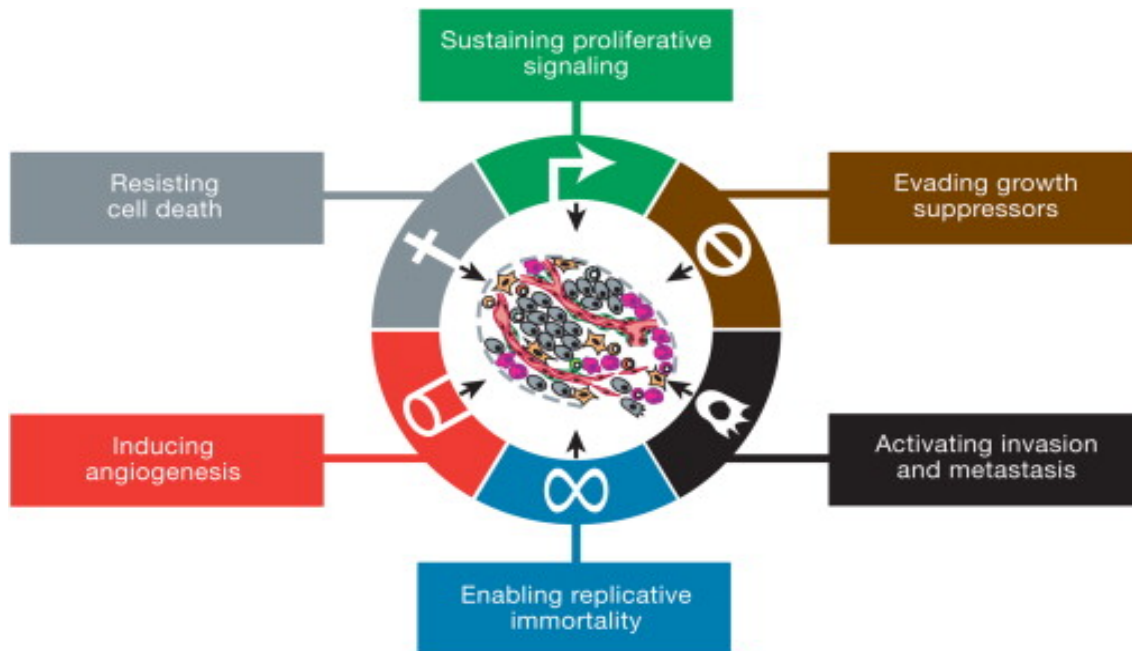 Sustaining proliferative
signaling
Resisting
cell death
Evading growth
suppressors
Inducing
angiogenesis
Activating invasion
and metastasis
Enabling replicative
immortality